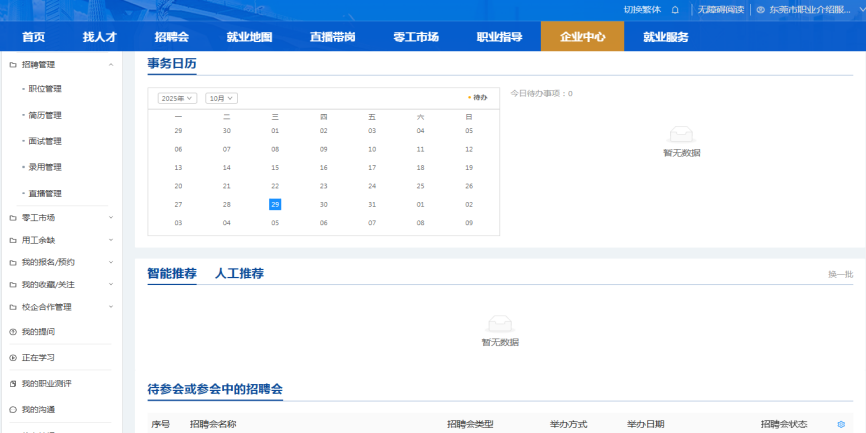 切换繁体 无障碍阅读 东莞市职业介绍服...
首页 找人才 招聘会 就业地图 直播带岗 零工市场 职业指导 企业中心 就业服务
招聘管理
职位管理
简历管理
面试管理
录用管理
直播管理
零工市场
用工余缺
我的报名/预约
我的收藏/关注
校企合作管理
我的提问
正在学习
我的职业测评
我的沟通
事务日历
2025年 10月 待办
一 二 三 四 五 六 日
29 30 01 02 03 04 05
06 07 08 09 10 11 12
13 14 15 16 17 18 19
20 21 22 23 24 25 26
27 28 29 30 31 01 02
03 04 05 06 07 08 09
今日待办事项：0
暂无数据
智能推荐 人工推荐 换一批
暂无数据
待参会或参会中的招聘会
序号 招聘会名称 招聘会类型 举办方式 举办日期 招聘会状态